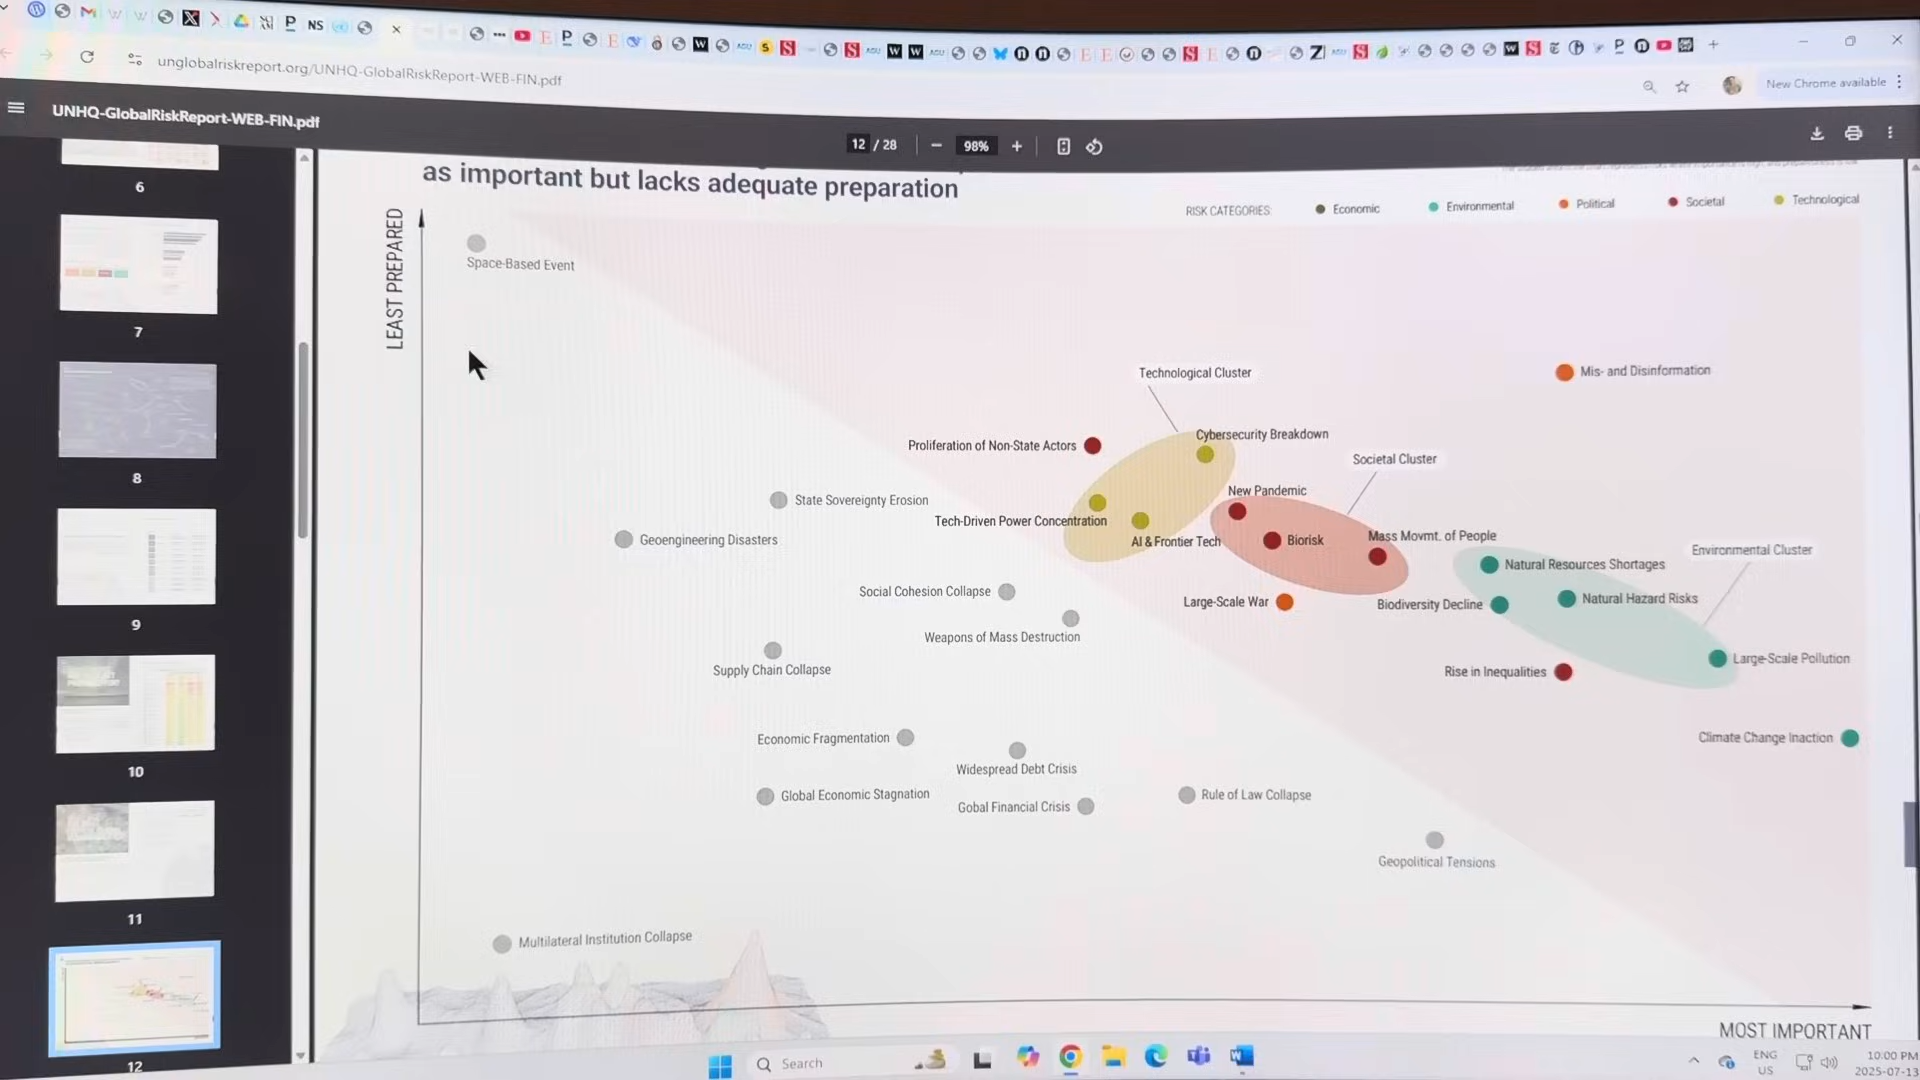 NS
unglobalriskreport.org/UNHQ-GlobalRiskReport-WEB-FIN.pdf
New Chrome available
UNHQ-GlobalRiskReport-WEB-FIN.pdf
12 / 28
98%
6
7
8
9
10
11
12
as important but lacks adequate preparation
RISK CATEGORIES:
Economic
Environmental
Political
Societal
Technological
LEAST PREPARED
Space-Based Event
Technological Cluster
Mis- and Disinformation
Cybersecurity Breakdown
Proliferation of Non-State Actors
Societal Cluster
New Pandemic
State Sovereignty Erosion
Tech-Driven Power Concentration
Geoengineering Disasters
AI & Frontier Tech
Biorisk
Mass Movmt. of People
Environmental Cluster
Natural Resources Shortages
Social Cohesion Collapse
Large-Scale War
Biodiversity Decline
Natural Hazard Risks
Weapons of Mass Destruction
Supply Chain Collapse
Large-Scale Pollution
Rise in Inequalities
Economic Fragmentation
Climate Change Inaction
Widespread Debt Crisis
Global Economic Stagnation
Gobal Financial Crisis
Rule of Law Collapse
Geopolitical Tensions
Multilateral Institution Collapse
MOST IMPORTANT
Search
ENG
US
10:00 PM
2025-07-13